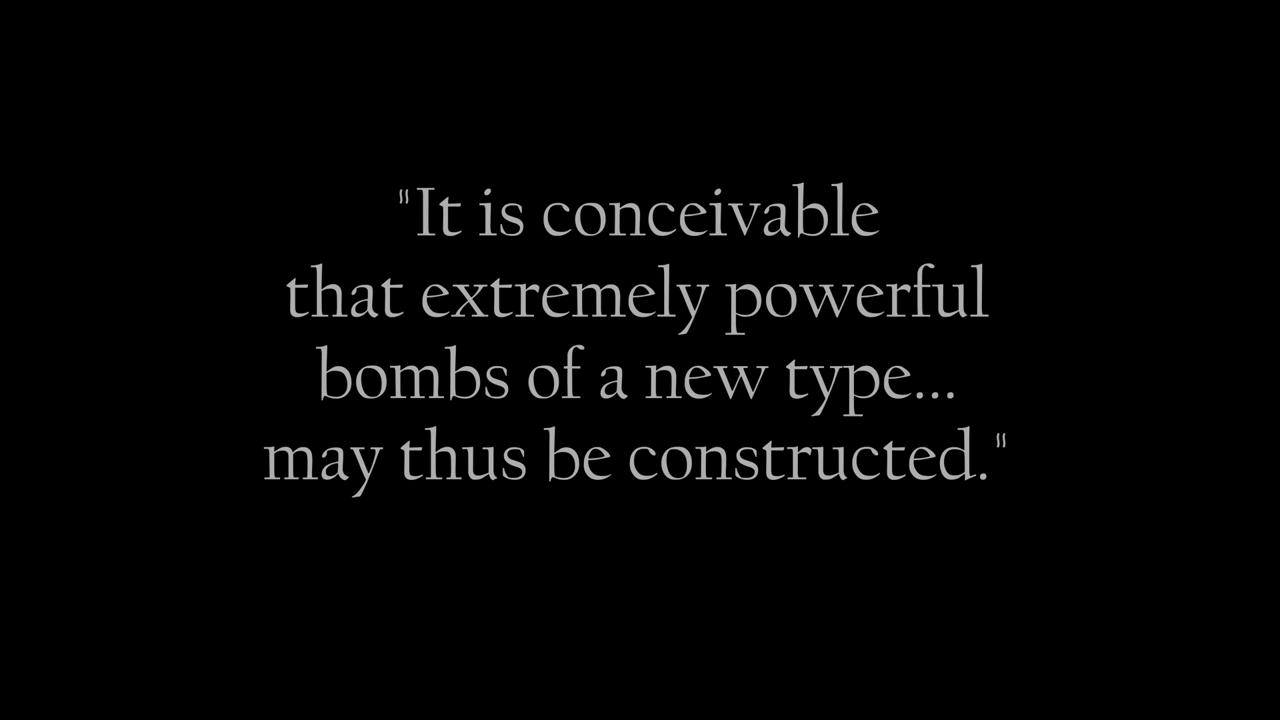 "It is conceivable
that extremely powerful
bombs of a new type...
may thus be constructed."